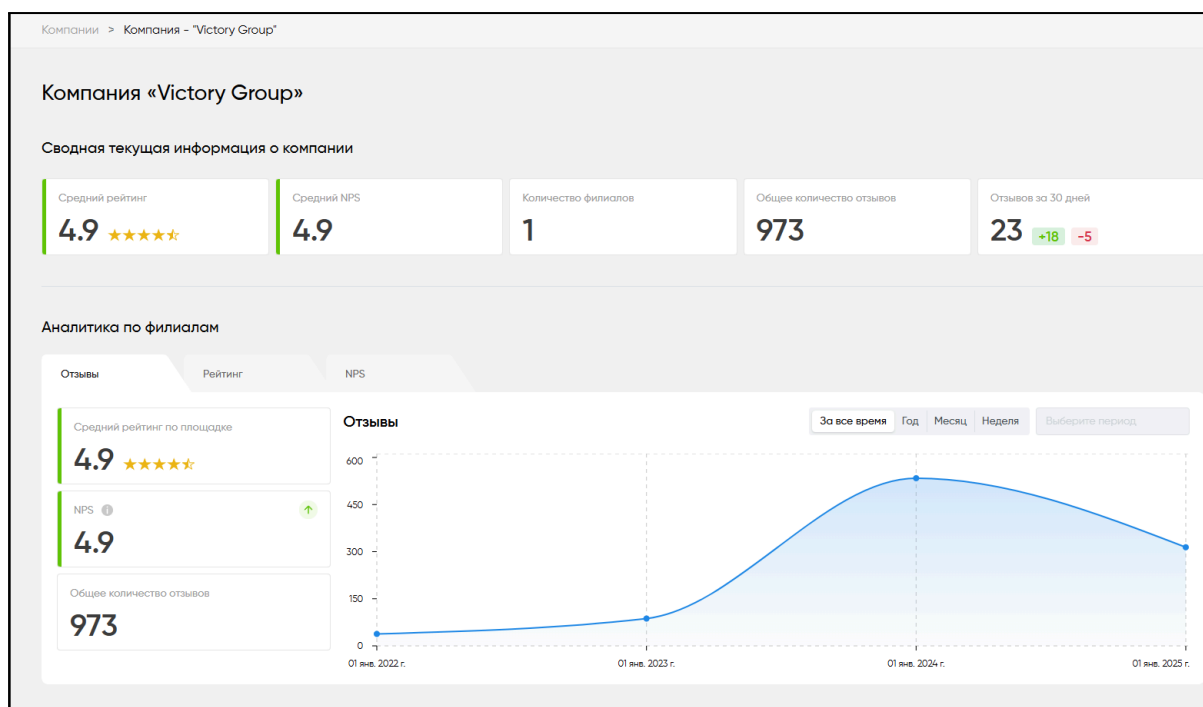 Компании > Компания - "Victory Group"
Компания «Victory Group»
Сводная текущая информация о компании
Средний рейтинг
4.9
Средний NPS
4.9
Количество филиалов
1
Общее количество отзывов
973
Отзывов за 30 дней
23 +18 -5
Аналитика по филиалам
Отзывы Рейтинг NPS
Средний рейтинг по площадке
4.9
NPS i
4.9
Общее количество отзывов
973
Отзывы
За все время Год Месяц Неделя Выберите период
600
450
300
150
0
01 янв. 2022 г. 01 янв. 2023 г. 01 янв. 2024 г. 01 янв. 2025 г.